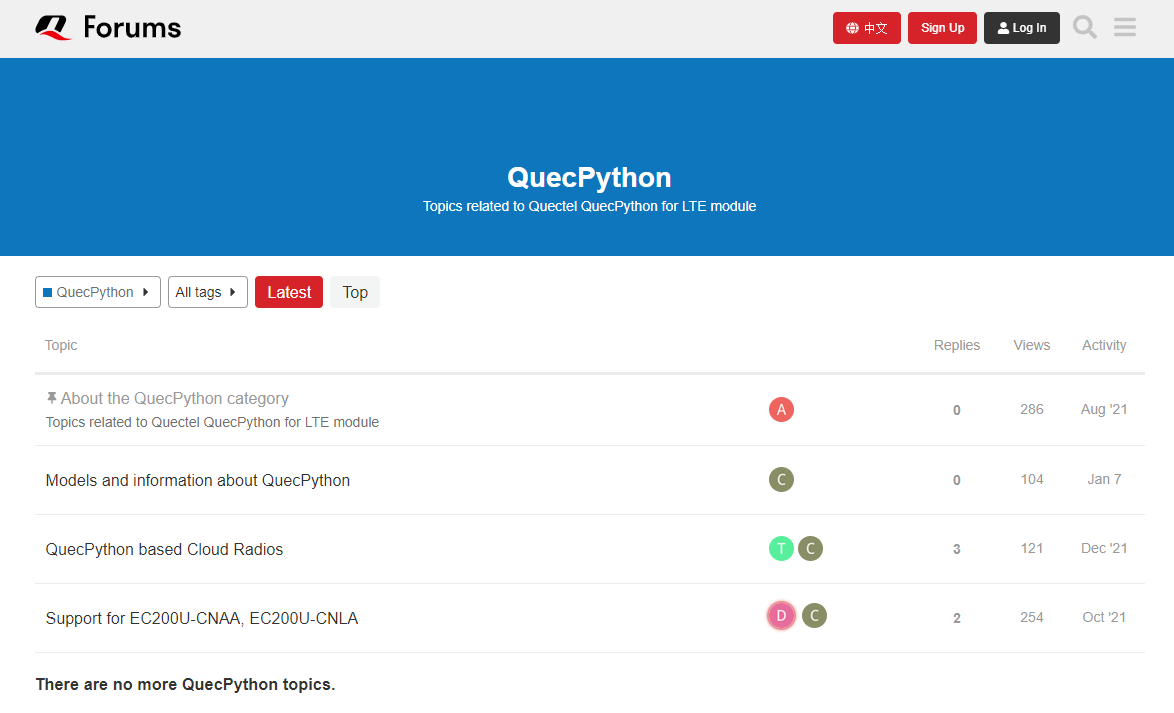 Forums
中文
Sign Up
Log In
QuecPython
Topics related to Quectel QuecPython for LTE module
QuecPython
All tags
Latest
Top
Topic Replies Views Activity
About the QuecPython category
Topics related to Quectel QuecPython for LTE module
A 0 286 Aug '21
Models and information about QuecPython C 0 104 Jan 7
QuecPython based Cloud Radios T C 3 121 Dec '21
Support for EC200U-CNAA, EC200U-CNLA D C 2 254 Oct '21
There are no more QuecPython topics.